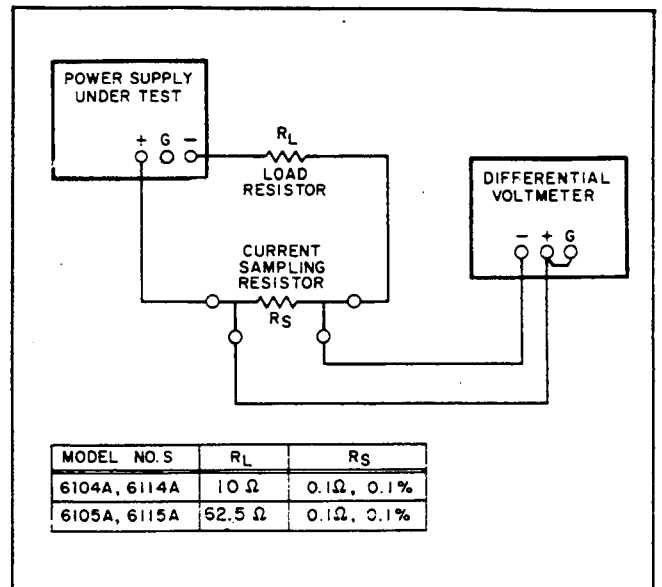 POWER SUPPLY
UNDER TEST
+ G −
RL
LOAD
RESISTOR
DIFFERENTIAL
VOLTMETER
− + G
CURRENT
SAMPLING
RESISTOR
RS
MODEL NO.S RL RS
6104A, 6114A 10 Ω 0.1Ω, 0.1%
6105A, 6115A 62.5 Ω 0.1Ω, 0.1%